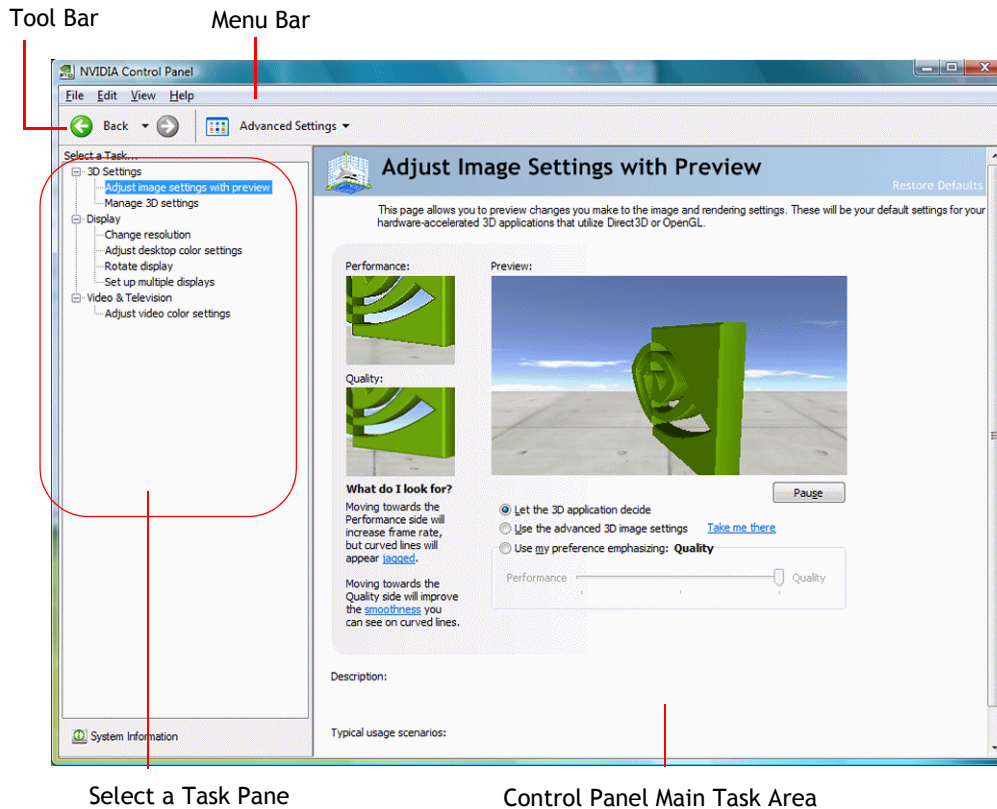 Tool Bar
Menu Bar
NVIDIA Control Panel
File Edit View Help
Back
Advanced Settings
Select a Task...
3D Settings
Adjust image settings with preview
Manage 3D settings
Display
Change resolution
Adjust desktop color settings
Rotate display
Set up multiple displays
Video & Television
Adjust video color settings
System Information
Adjust Image Settings with Preview
Restore Defaults
This page allows you to preview changes you make to the image and rendering settings. These will be your default settings for your
hardware-accelerated 3D applications that utilize Direct3D or OpenGL.
Performance:
Quality:
What do I look for?
Moving towards the
Performance side will
increase frame rate,
but curved lines will
appear jagged.
Moving towards the
Quality side will improve
the smoothness you
can see on curved lines.
Preview:
Pause
Let the 3D application decide
Use the advanced 3D image settings Take me there
Use my preference emphasizing: Quality
Performance Quality
Description:
Typical usage scenarios:
Select a Task Pane
Control Panel Main Task Area